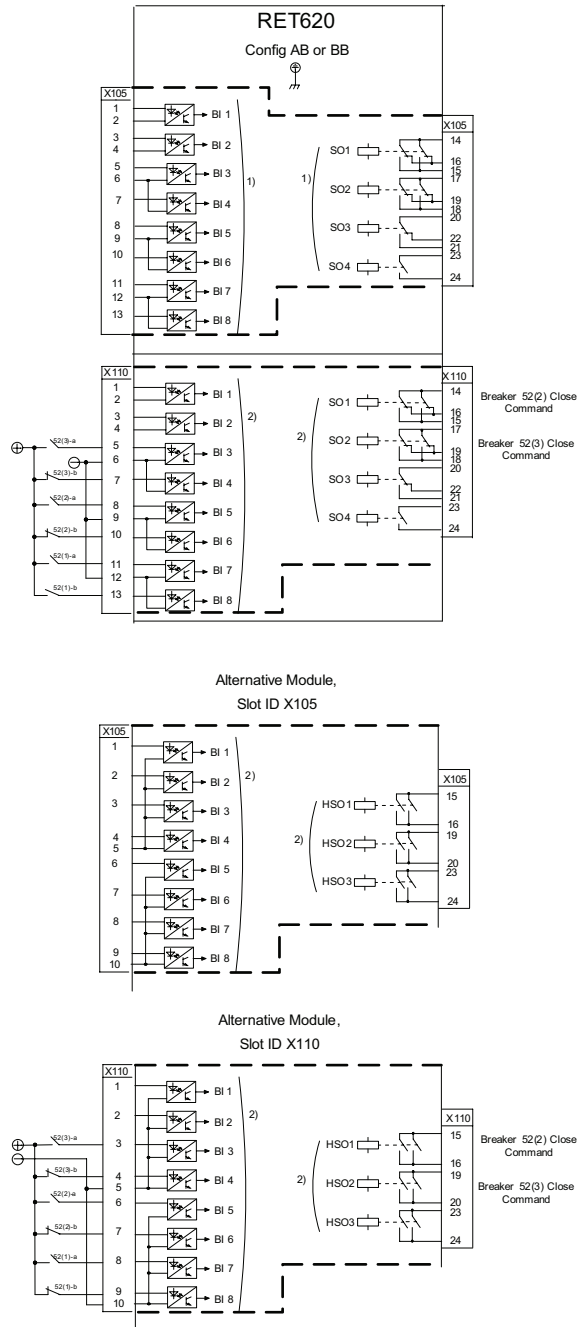 RET620
Config AB or BB
X105
1
2
BI 1
3
4
BI 2
5
6
BI 3
7
BI 4
8
9
BI 5
10
BI 6
11
12
BI 7
13
BI 8
1)
1)
X105
SO1
14
16
15
SO2
17
19
18
SO3
20
22
21
SO4
23
24
X110
1
2
BI 1
3
4
BI 2
52(3)-a
5
6
BI 3
52(3)-b
7
BI 4
52(2)-a
8
9
BI 5
52(2)-b
10
BI 6
52(1)-a
11
12
BI 7
52(1)-b
13
BI 8
2)
2)
X110
SO1
14
16
15
Breaker 52(2) Close
Command
SO2
17
19
18
Breaker 52(3) Close
Command
SO3
20
22
21
SO4
23
24
Alternative Module,
Slot ID X105
X105
1
BI 1
2
BI 2
3
BI 3
4
5
BI 4
6
BI 5
7
BI 6
8
BI 7
9
10
BI 8
2)
2)
X105
HSO1
15
16
HSO2
19
20
HSO3
23
24
Alternative Module,
Slot ID X110
X110
1
BI 1
2
BI 2
52(3)-a
3
BI 3
52(3)-b
4
5
BI 4
52(2)-a
6
BI 5
52(2)-b
7
BI 6
52(1)-a
8
BI 7
52(1)-b
9
10
BI 8
2)
2)
X110
HSO1
15
16
Breaker 52(2) Close
Command
HSO2
19
20
Breaker 52(3) Close
Command
HSO3
23
24